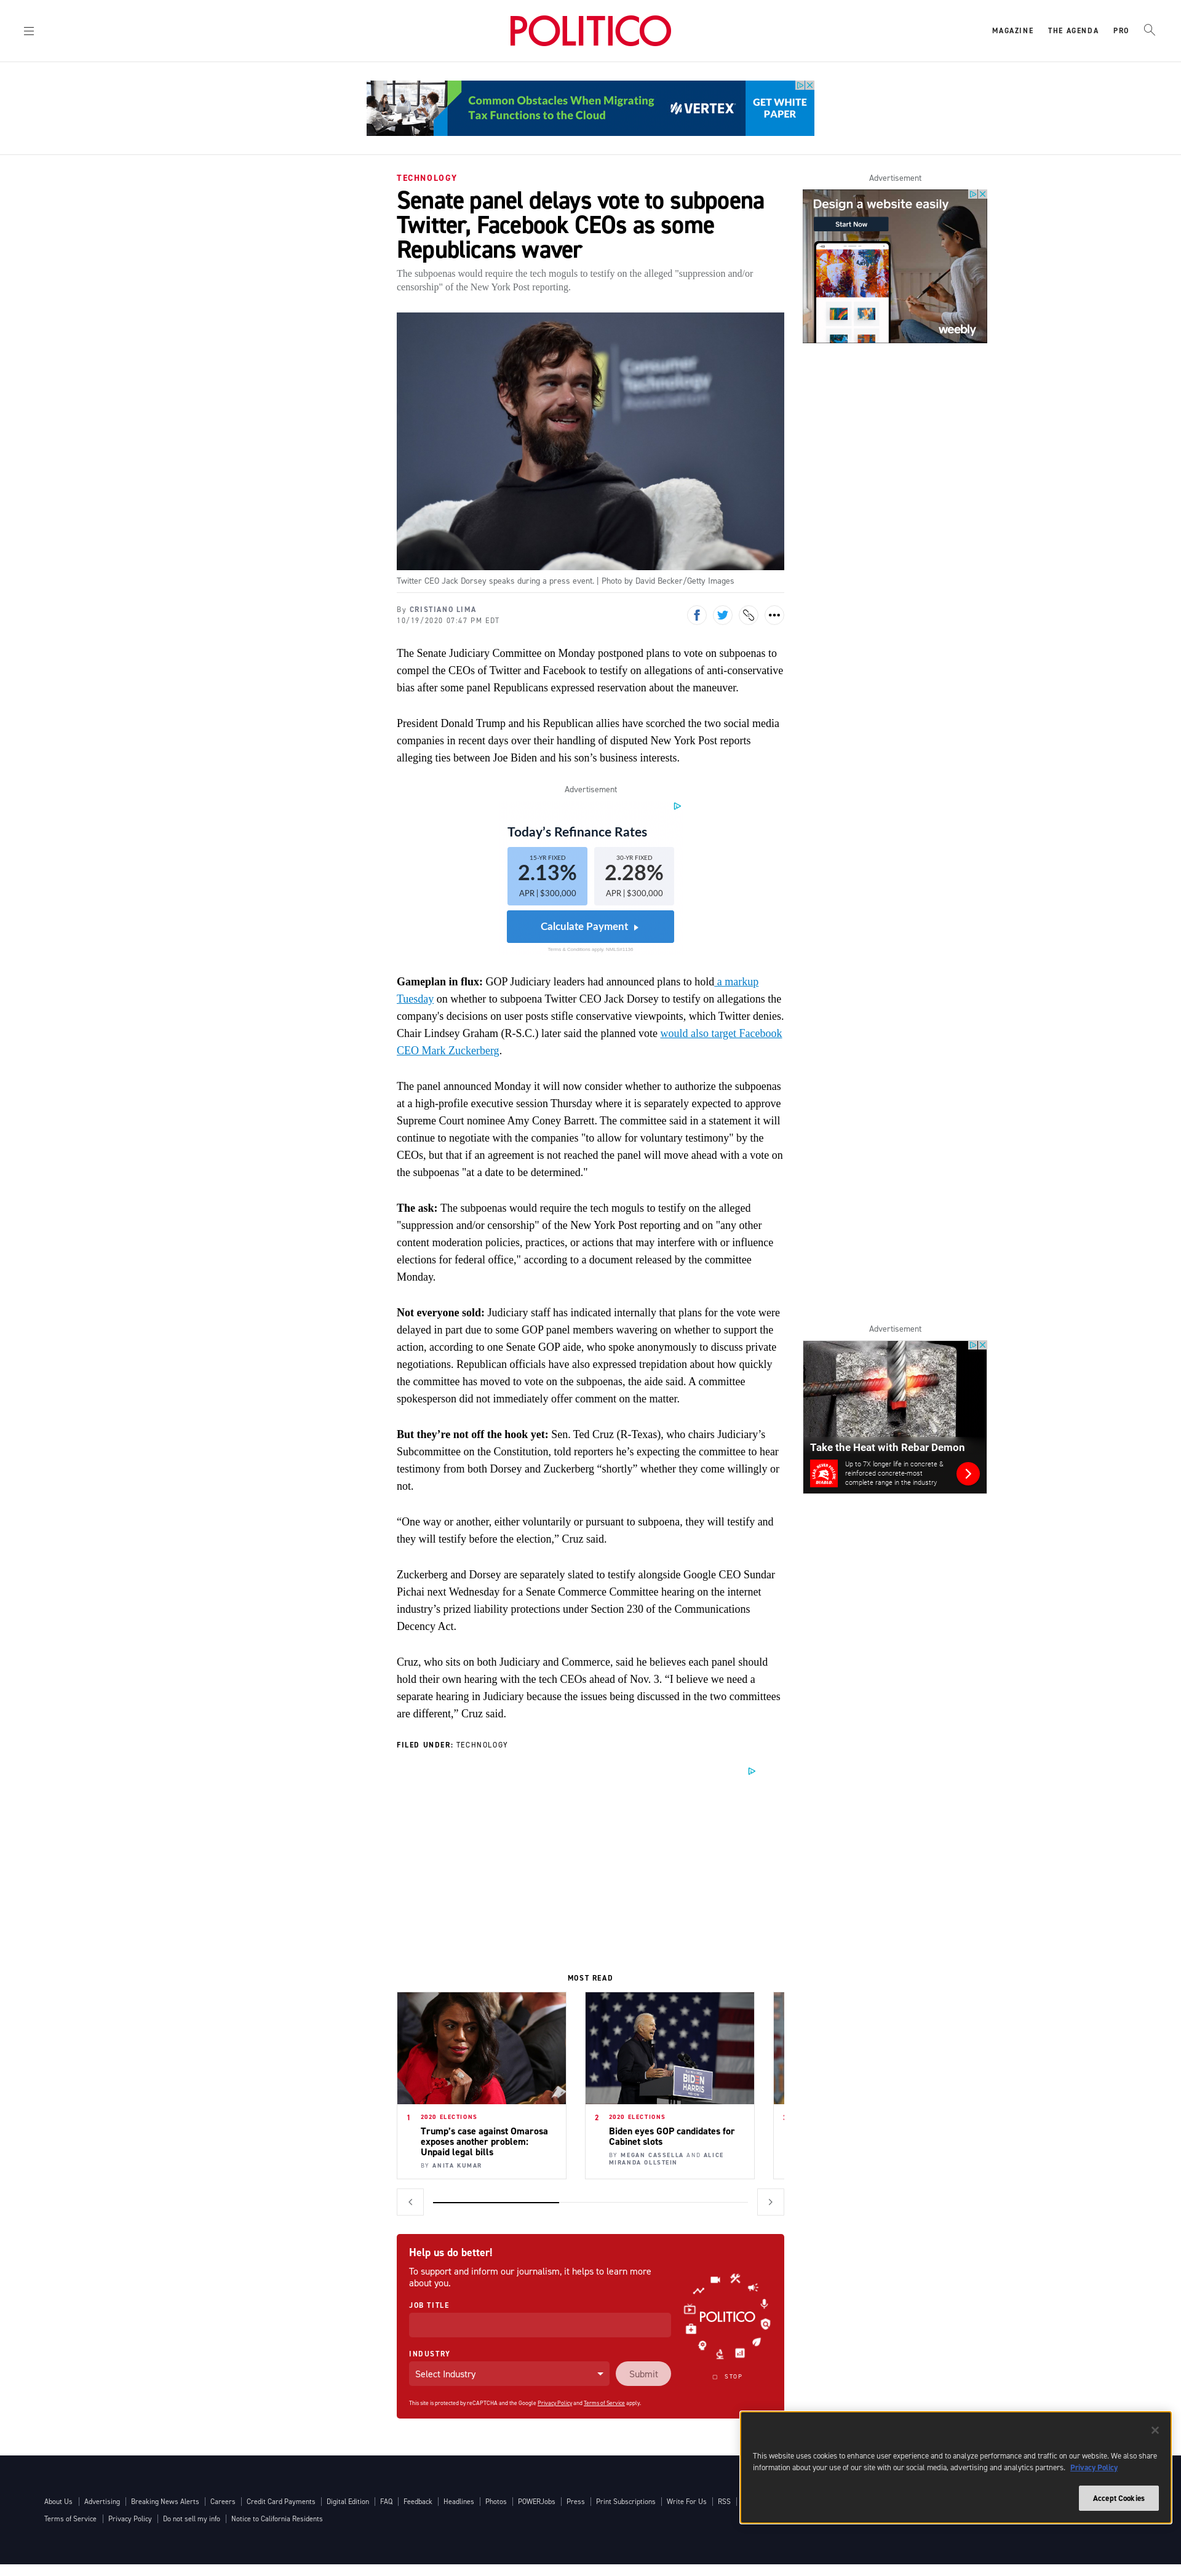 POLITICO
MAGAZINE
THE AGENDA
PRO
Common Obstacles When Migrating
Tax Functions to the Cloud
VERTEX
GET WHITE
PAPER
TECHNOLOGY
Senate panel delays vote to subpoena
Twitter, Facebook CEOs as some
Republicans waver
The subpoenas would require the tech moguls to testify on the alleged "suppression and/or
censorship" of the New York Post reporting.
Advertisement
Design a website easily
Start Now
weebly
Consumer
Technology
Association
Twitter CEO Jack Dorsey speaks during a press event. | Photo by David Becker/Getty Images
By CRISTIANO LIMA
10/19/2020 07:47 PM EDT
The Senate Judiciary Committee on Monday postponed plans to vote on subpoenas to
compel the CEOs of Twitter and Facebook to testify on allegations of anti-conservative
bias after some panel Republicans expressed reservation about the maneuver.
President Donald Trump and his Republican allies have scorched the two social media
companies in recent days over their handling of disputed New York Post reports
alleging ties between Joe Biden and his son’s business interests.
Advertisement
Today’s Refinance Rates
15-YR FIXED
2.13%
APR | $300,000
30-YR FIXED
2.28%
APR | $300,000
Calculate Payment
Terms & Conditions apply. NMLS#1136
Gameplan in flux: GOP Judiciary leaders had announced plans to hold a markup
Tuesday on whether to subpoena Twitter CEO Jack Dorsey to testify on allegations the
company's decisions on user posts stifle conservative viewpoints, which Twitter denies.
Chair Lindsey Graham (R-S.C.) later said the planned vote would also target Facebook
CEO Mark Zuckerberg.
The panel announced Monday it will now consider whether to authorize the subpoenas
at a high-profile executive session Thursday where it is separately expected to approve
Supreme Court nominee Amy Coney Barrett. The committee said in a statement it will
continue to negotiate with the companies "to allow for voluntary testimony" by the
CEOs, but that if an agreement is not reached the panel will move ahead with a vote on
the subpoenas "at a date to be determined."
The ask: The subpoenas would require the tech moguls to testify on the alleged
"suppression and/or censorship" of the New York Post reporting and on "any other
content moderation policies, practices, or actions that may interfere with or influence
elections for federal office," according to a document released by the committee
Monday.
Not everyone sold: Judiciary staff has indicated internally that plans for the vote were
delayed in part due to some GOP panel members wavering on whether to support the
action, according to one Senate GOP aide, who spoke anonymously to discuss private
negotiations. Republican officials have also expressed trepidation about how quickly
the committee has moved to vote on the subpoenas, the aide said. A committee
spokesperson did not immediately offer comment on the matter.
Advertisement
Take the Heat with Rebar Demon
DIABLO
Up to 7X longer life in concrete &
reinforced concrete-most
complete range in the industry
But they’re not off the hook yet: Sen. Ted Cruz (R-Texas), who chairs Judiciary’s
Subcommittee on the Constitution, told reporters he’s expecting the committee to hear
testimony from both Dorsey and Zuckerberg “shortly” whether they come willingly or
not.
“One way or another, either voluntarily or pursuant to subpoena, they will testify and
they will testify before the election,” Cruz said.
Zuckerberg and Dorsey are separately slated to testify alongside Google CEO Sundar
Pichai next Wednesday for a Senate Commerce Committee hearing on the internet
industry’s prized liability protections under Section 230 of the Communications
Decency Act.
Cruz, who sits on both Judiciary and Commerce, said he believes each panel should
hold their own hearing with the tech CEOs ahead of Nov. 3. “I believe we need a
separate hearing in Judiciary because the issues being discussed in the two committees
are different,” Cruz said.
FILED UNDER: TECHNOLOGY
MOST READ
1
2020 ELECTIONS
Trump’s case against Omarosa
exposes another problem:
Unpaid legal bills
BY ANITA KUMAR
BIDEN
HARRIS
2
2020 ELECTIONS
Biden eyes GOP candidates for
Cabinet slots
BY MEGAN CASSELLA AND ALICE
MIRANDA OLLSTEIN
Help us do better!
To support and inform our journalism, it helps to learn more
about you.
JOB TITLE
INDUSTRY
Select Industry
Submit
This site is protected by reCAPTCHA and the Google Privacy Policy and Terms of Service apply.
POLITICO
STOP
This website uses cookies to enhance user experience and to analyze performance and traffic on our website. We also share
information about your use of our site with our social media, advertising and analytics partners. Privacy Policy
Accept Cookies
About Us | Advertising | Breaking News Alerts | Careers | Credit Card Payments | Digital Edition | FAQ | Feedback | Headlines | Photos | POWERJobs | Press | Print Subscriptions | Write For Us | RSS |
Terms of Service | Privacy Policy | Do not sell my info | Notice to California Residents